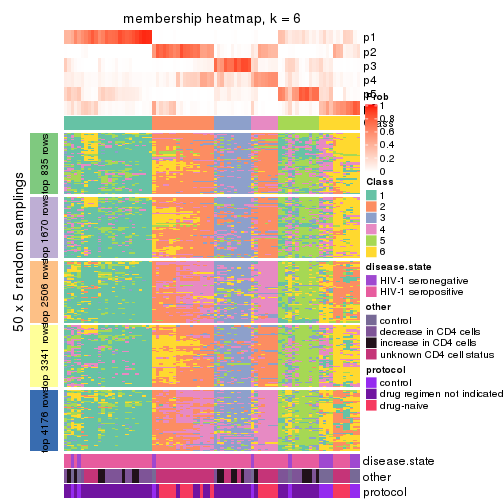 membership heatmap, k = 6
p1
p2
p3
p4
p5
Prob
1
0.8
0.6
0.4
0.2
0
Class
Class
1
2
3
4
5
6
disease.state
HIV-1 seronegative
HIV-1 seropositive
other
control
decrease in CD4 cells
increase in CD4 cells
unknown CD4 cell status
protocol
control
drug regimen not indicated
drug-naive
50 x 5 random samplings
top 835 rows
top 1670 rows
top 2506 rows
top 3341 rows
top 4176 rows
disease.state
other
protocol